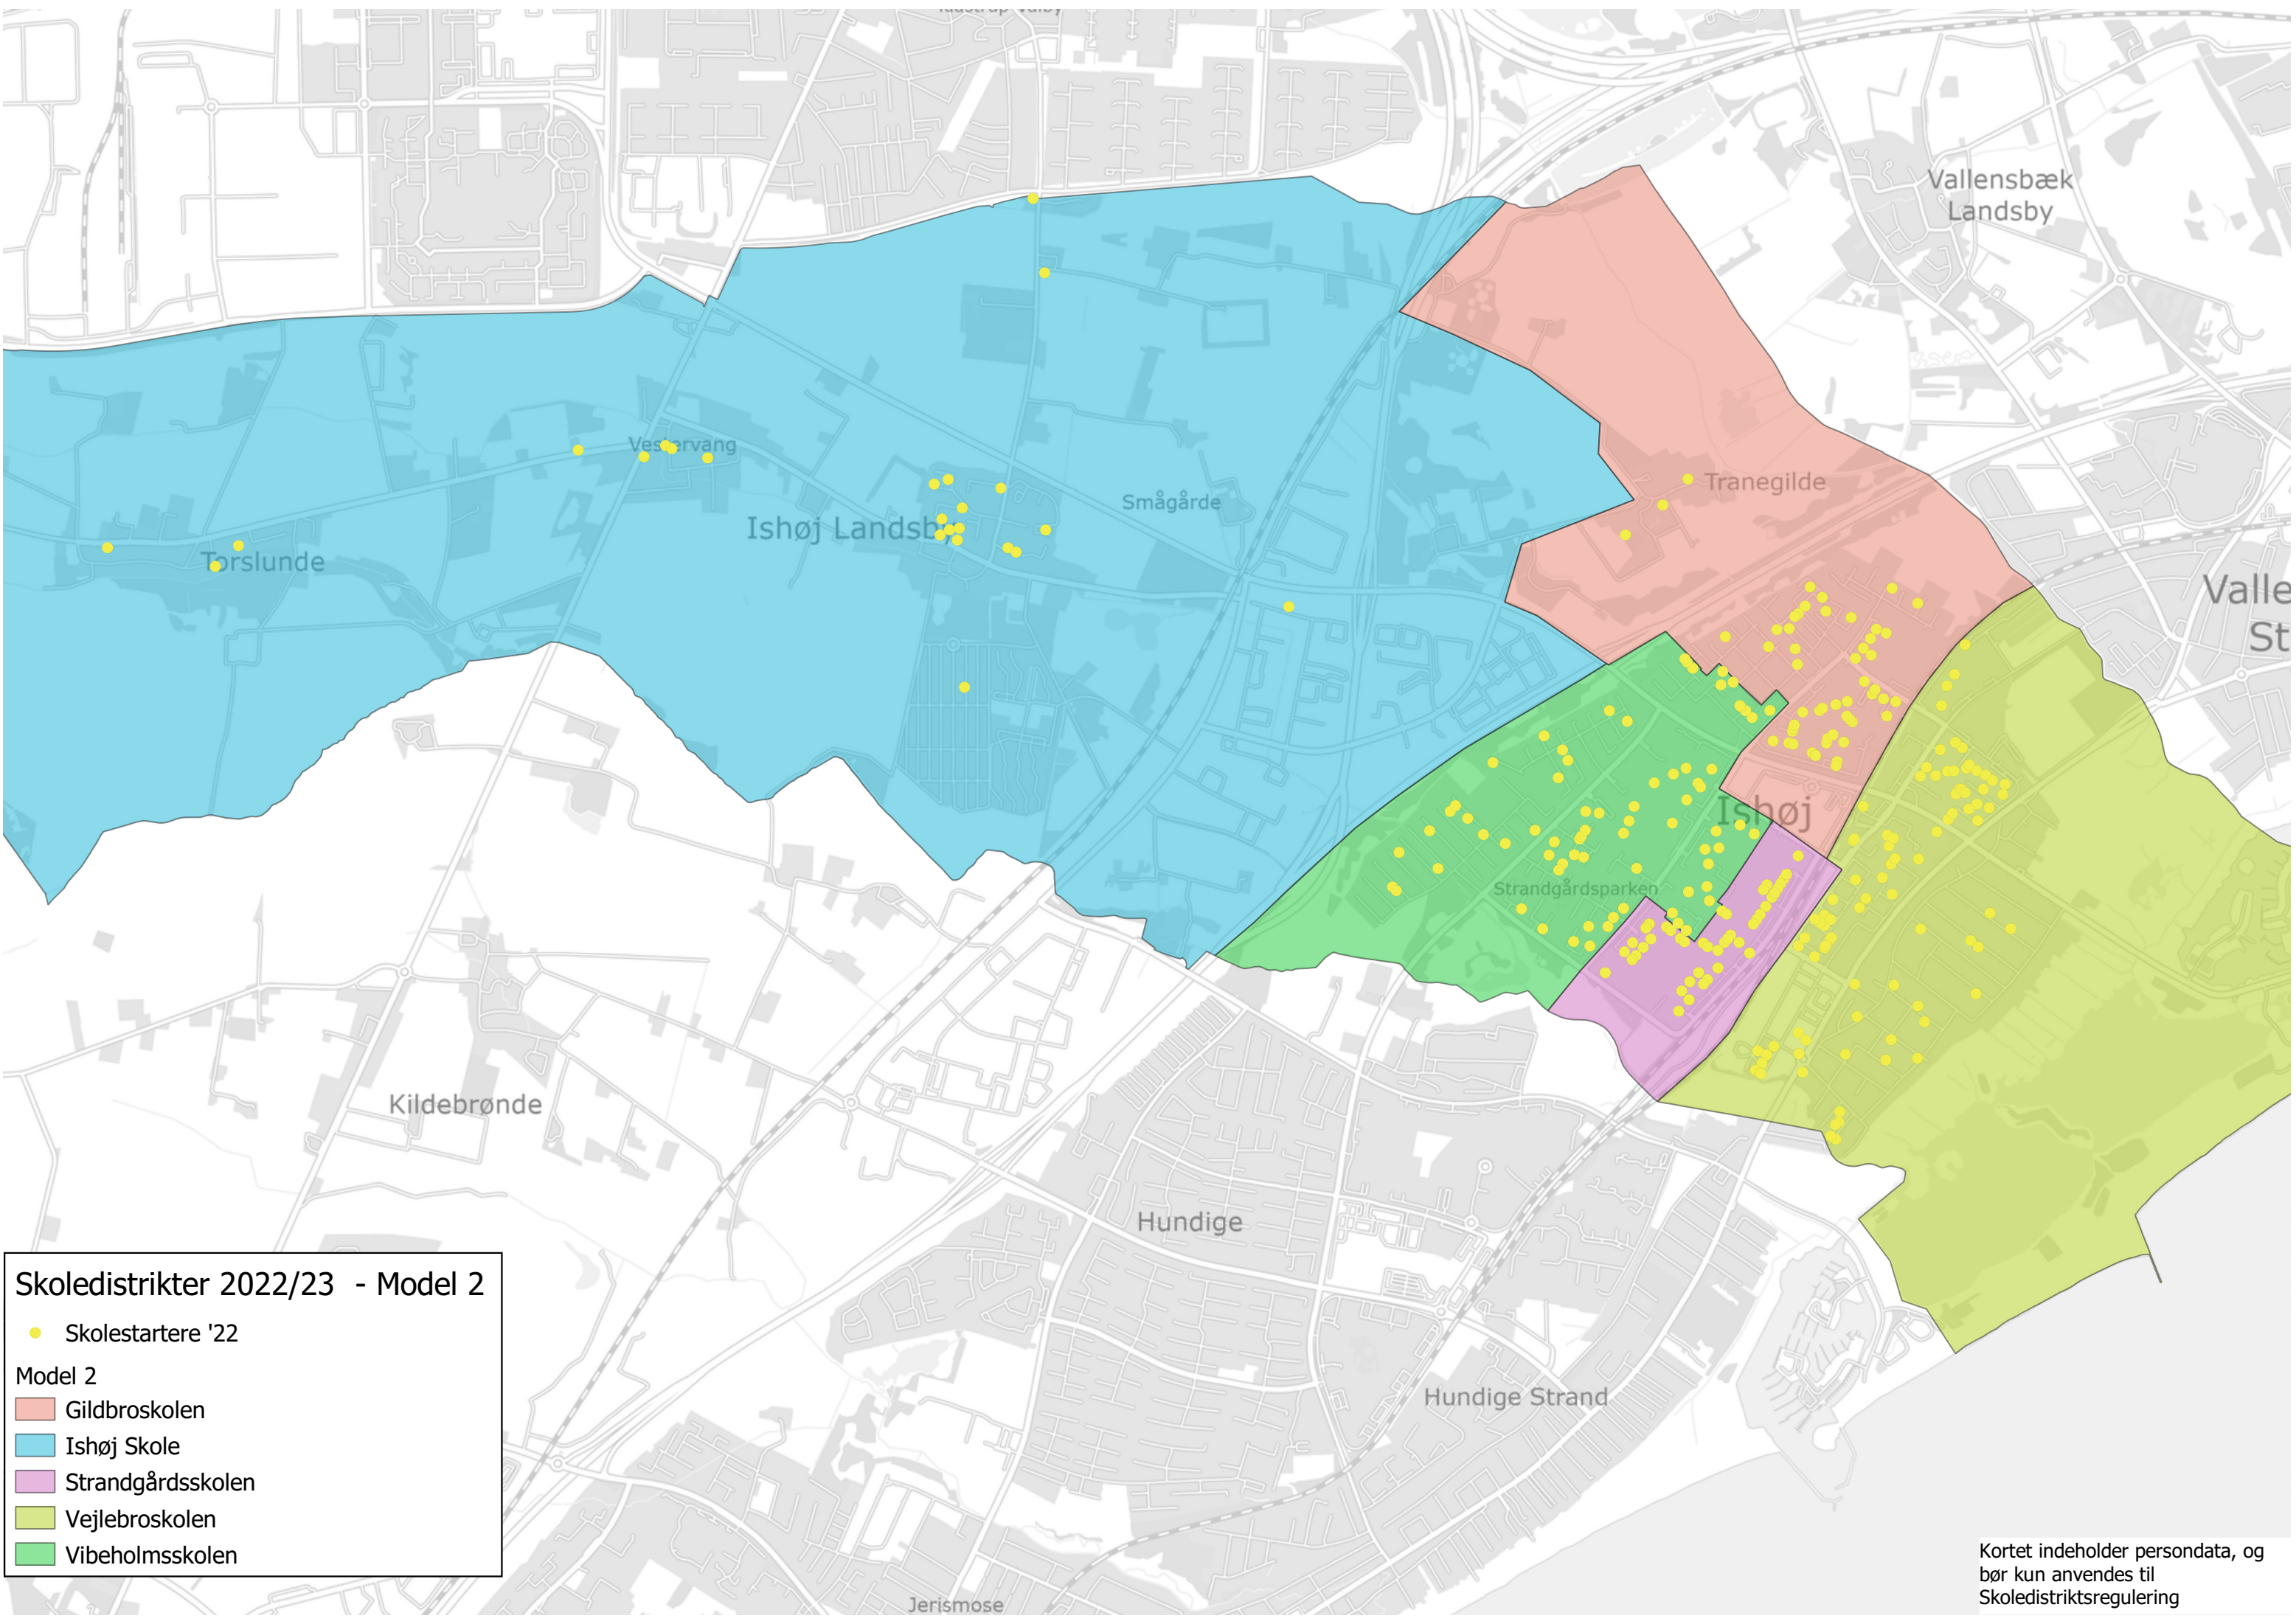 Vallensbæk
Landsby
Tranegilde
Vestervang
Smågårde
Ishøj Landsby
Torslunde
Valle
St
Ishøj
Strandgårdsparken
Kildebrønde
Hundige
Hundige Strand
Jerismose
Skoledistrikter 2022/23 - Model 2
Skolestartere '22
Model 2
Gildbroskolen
Ishøj Skole
Strandgårdsskolen
Vejlebroskolen
Vibeholmsskolen
Kortet indeholder persondata, og
bør kun anvendes til
Skoledistriktsregulering